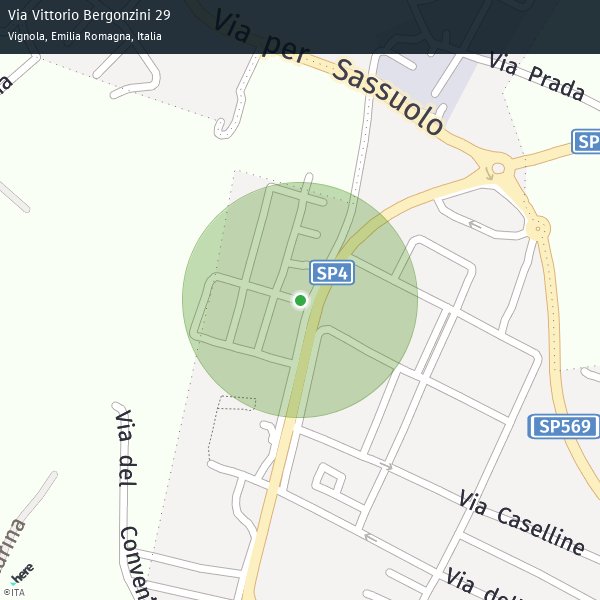 Via Vittorio Bergonzini 29
Vignola, Emilia Romagna, Italia
Via per Sassuolo
Via Prada
SP4
SP569
Via del
Via Caselline
here
©ITA